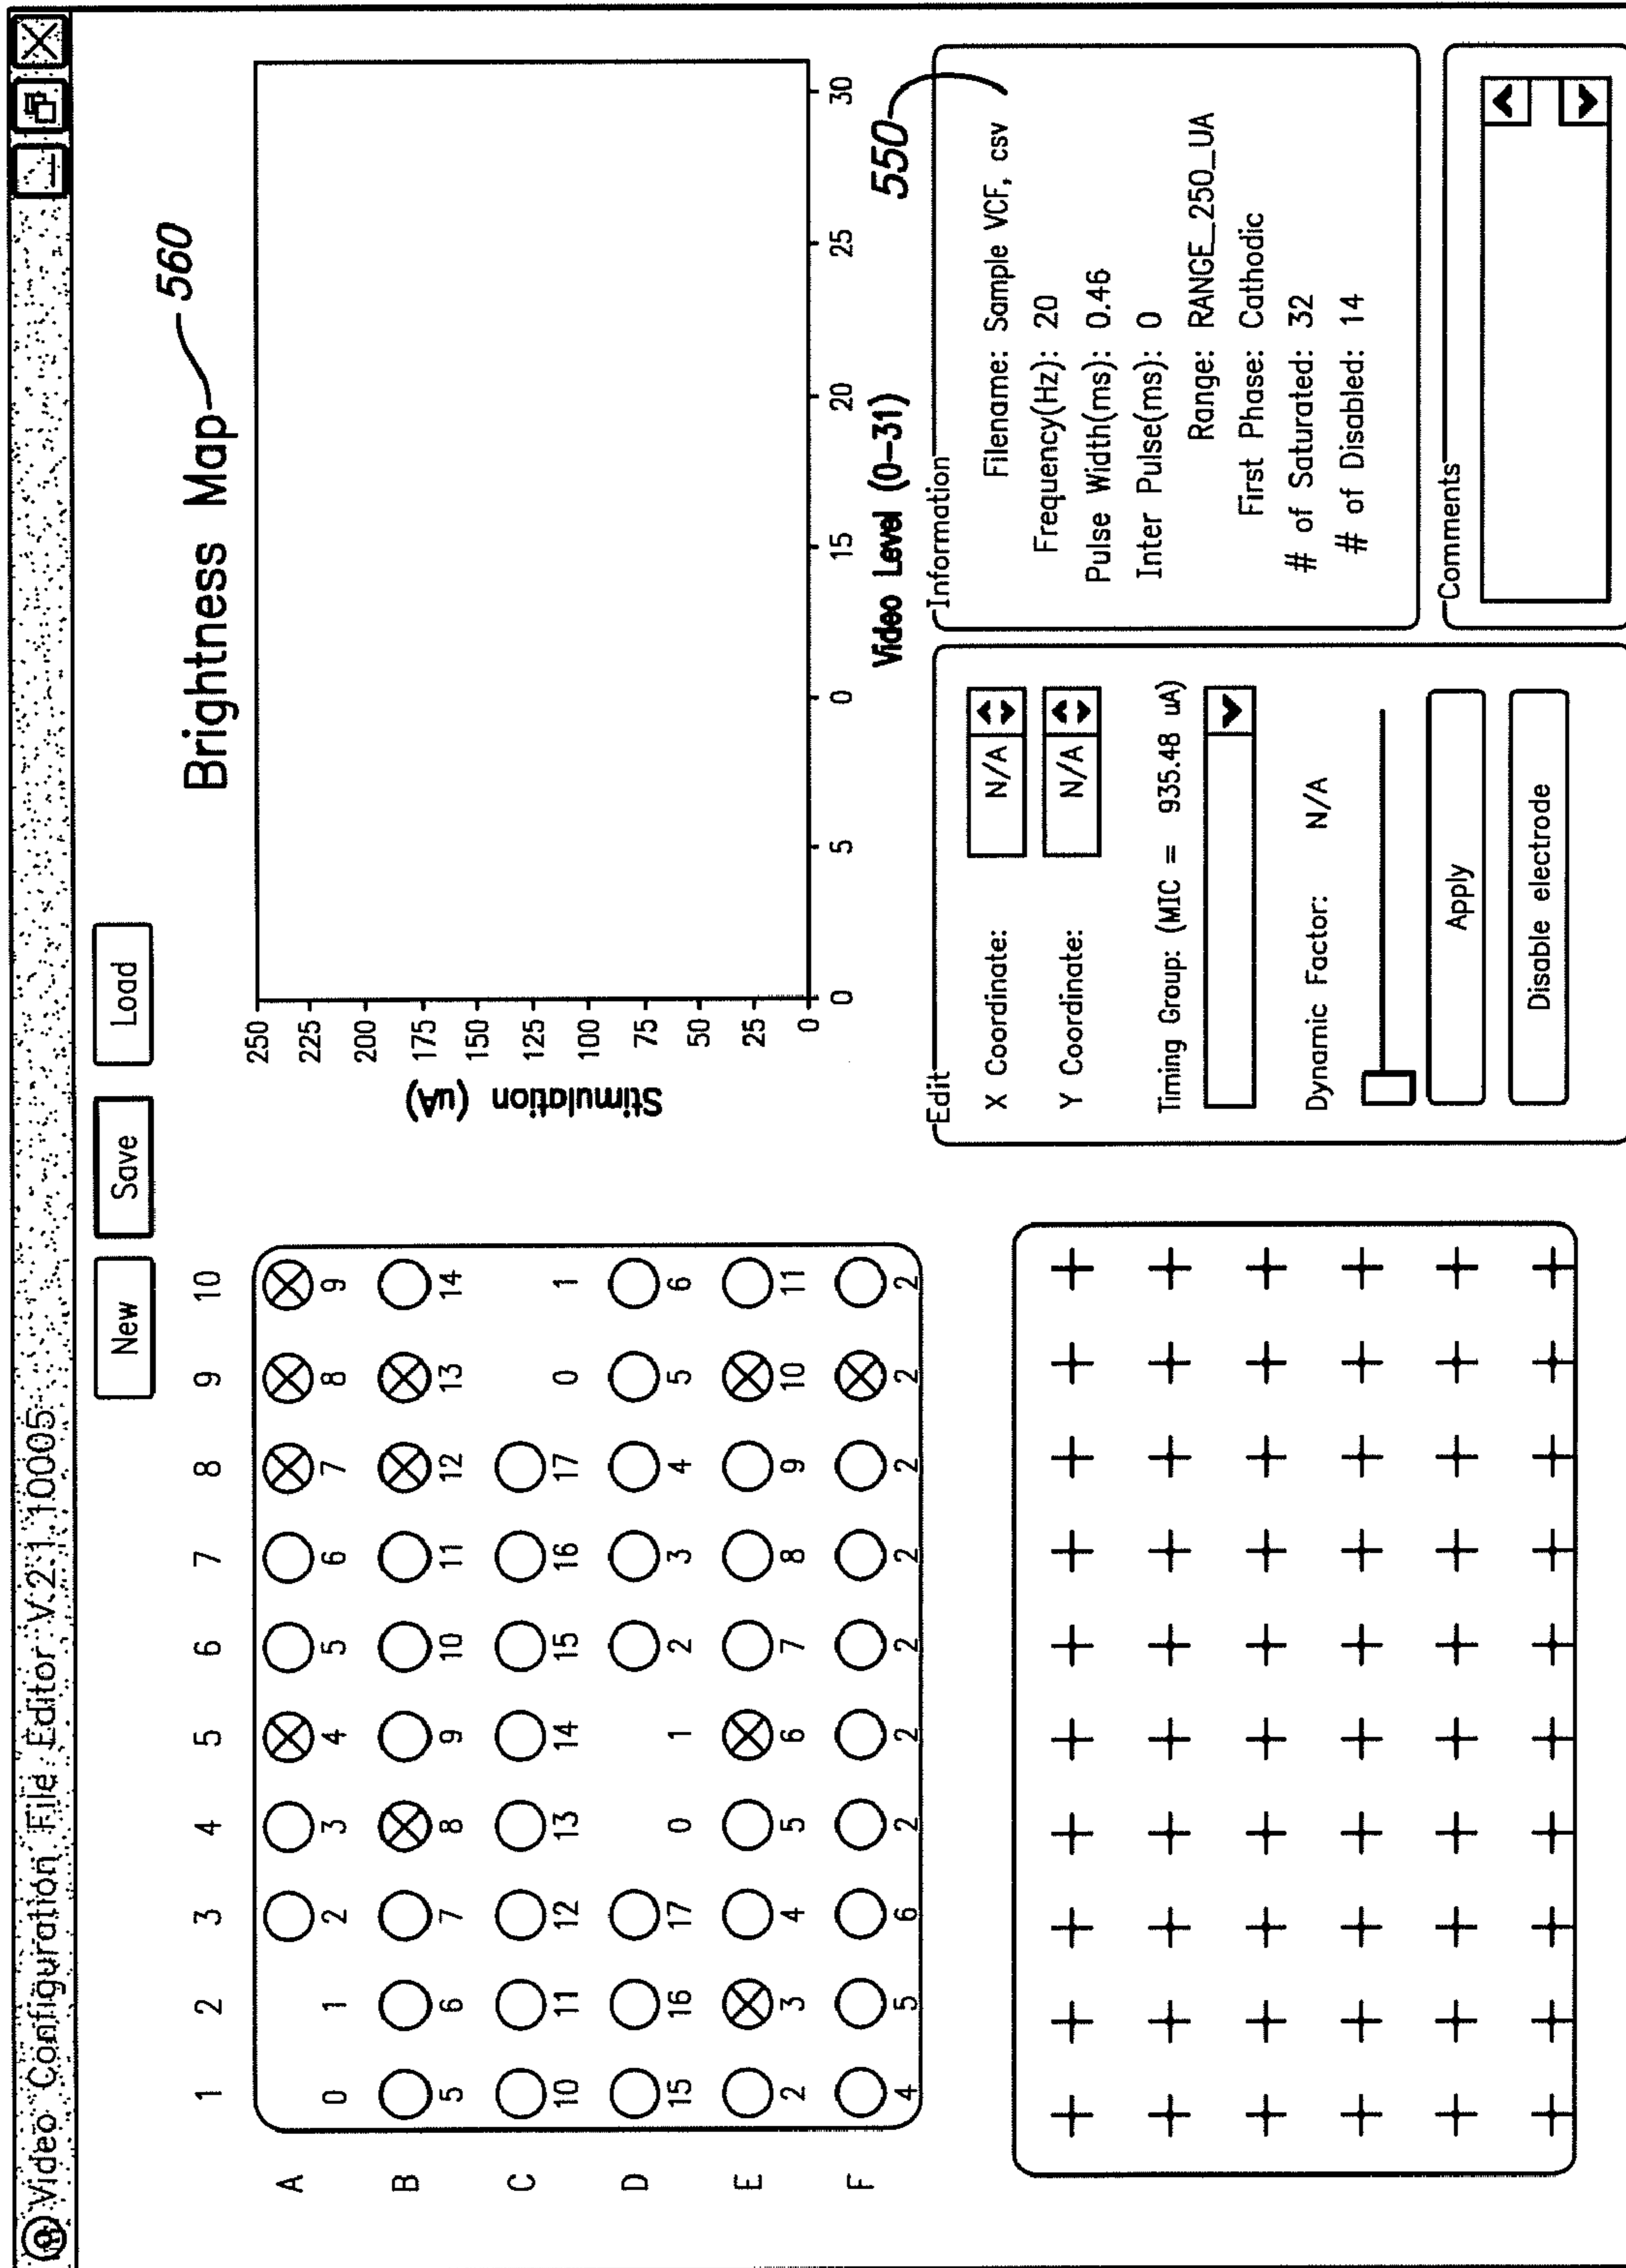 Video Configuration File Editor V.2.1.10005
New Save Load
1 2 3 4 5 6 7 8 9 10
A
0 1 2 3 4 5 6 7 8 9
B
5 6 7 8 9 10 11 12 13 14
C
10 11 12 13 14 15 16 17 0 1
D
15 16 17 0 1 2 3 4 5 6
E
2 3 4 5 6 7 8 9 10 11
F
4 5 6 2 2 2 2 2 2 2
Brightness Map 560
Stimulation (uA)
250
225
200
175
150
125
100
75
50
25
0
0 5 0 15 20 25 30
Video Level (0-31)
550
Edit
X Coordinate: N/A
Y Coordinate: N/A
Timing Group: (MIC = 935.48 uA)
Dynamic Factor: N/A
Apply
Disable electrode
Information
Filename: Sample VCF, csv
Frequency(Hz): 20
Pulse Width(ms): 0.46
Inter Pulse(ms): 0
Range: RANGE_250_UA
First Phase: Cathodic
# of Saturated: 32
# of Disabled: 14
Comments